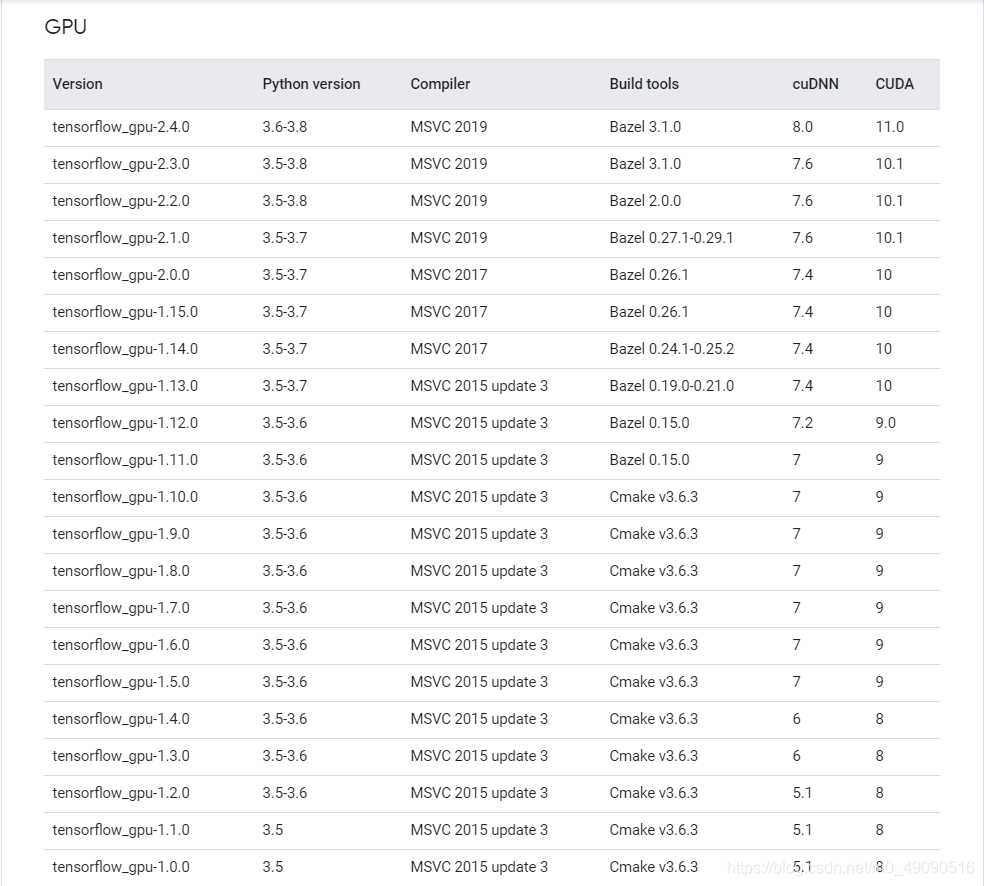 GPU
Version Python version Compiler Build tools cuDNN CUDA
tensorflow_gpu-2.4.0 3.6-3.8 MSVC 2019 Bazel 3.1.0 8.0 11.0
tensorflow_gpu-2.3.0 3.5-3.8 MSVC 2019 Bazel 3.1.0 7.6 10.1
tensorflow_gpu-2.2.0 3.5-3.8 MSVC 2019 Bazel 2.0.0 7.6 10.1
tensorflow_gpu-2.1.0 3.5-3.7 MSVC 2019 Bazel 0.27.1-0.29.1 7.6 10.1
tensorflow_gpu-2.0.0 3.5-3.7 MSVC 2017 Bazel 0.26.1 7.4 10
tensorflow_gpu-1.15.0 3.5-3.7 MSVC 2017 Bazel 0.26.1 7.4 10
tensorflow_gpu-1.14.0 3.5-3.7 MSVC 2017 Bazel 0.24.1-0.25.2 7.4 10
tensorflow_gpu-1.13.0 3.5-3.7 MSVC 2015 update 3 Bazel 0.19.0-0.21.0 7.4 10
tensorflow_gpu-1.12.0 3.5-3.6 MSVC 2015 update 3 Bazel 0.15.0 7.2 9.0
tensorflow_gpu-1.11.0 3.5-3.6 MSVC 2015 update 3 Bazel 0.15.0 7 9
tensorflow_gpu-1.10.0 3.5-3.6 MSVC 2015 update 3 Cmake v3.6.3 7 9
tensorflow_gpu-1.9.0 3.5-3.6 MSVC 2015 update 3 Cmake v3.6.3 7 9
tensorflow_gpu-1.8.0 3.5-3.6 MSVC 2015 update 3 Cmake v3.6.3 7 9
tensorflow_gpu-1.7.0 3.5-3.6 MSVC 2015 update 3 Cmake v3.6.3 7 9
tensorflow_gpu-1.6.0 3.5-3.6 MSVC 2015 update 3 Cmake v3.6.3 7 9
tensorflow_gpu-1.5.0 3.5-3.6 MSVC 2015 update 3 Cmake v3.6.3 7 9
tensorflow_gpu-1.4.0 3.5-3.6 MSVC 2015 update 3 Cmake v3.6.3 6 8
tensorflow_gpu-1.3.0 3.5-3.6 MSVC 2015 update 3 Cmake v3.6.3 6 8
tensorflow_gpu-1.2.0 3.5-3.6 MSVC 2015 update 3 Cmake v3.6.3 5.1 8
tensorflow_gpu-1.1.0 3.5 MSVC 2015 update 3 Cmake v3.6.3 5.1 8
tensorflow_gpu-1.0.0 3.5 MSVC 2015 update 3 Cmake v3.6.3 5.1 8